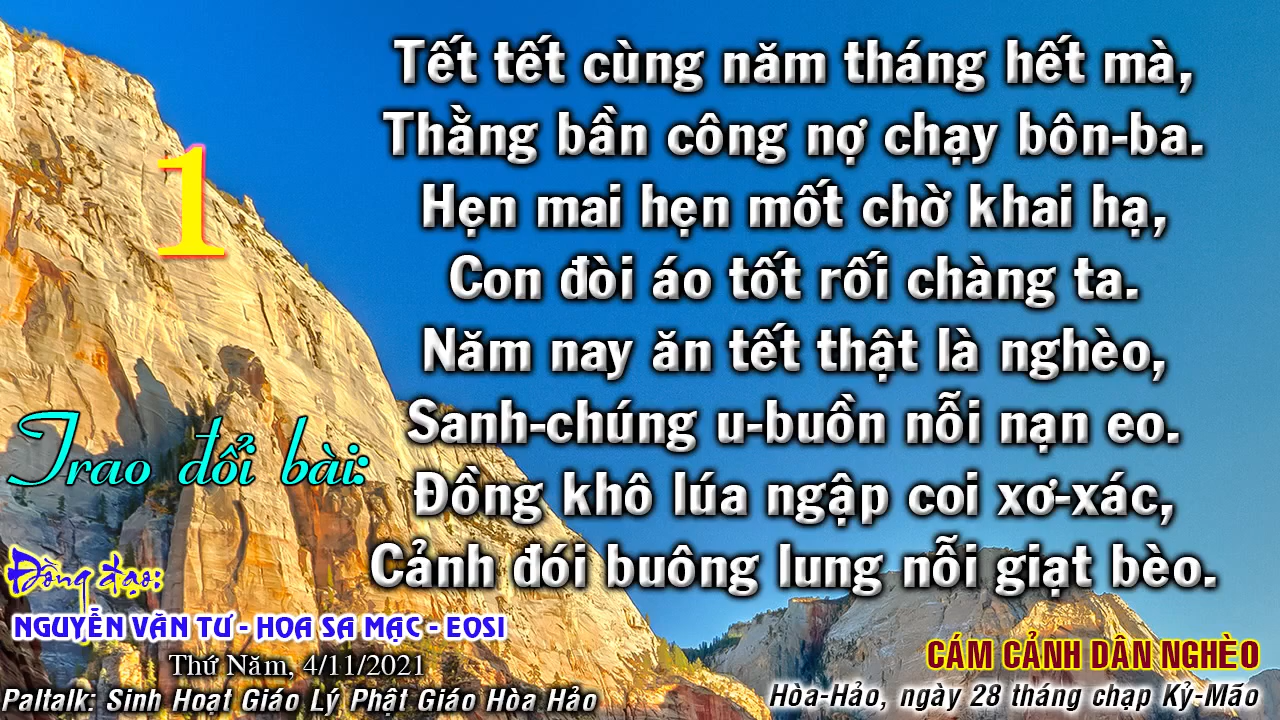 1
Trao đổi bài:
Đồng đạo:
NGUYỄN VĂN TƯ - HOA SA MẠC - EOSI
Thứ Năm, 4/11/2021
Paltalk: Sinh Hoạt Giáo Lý Phật Giáo Hòa Hảo
Tết tết cùng năm tháng hết mà,
Thằng bần công nợ chạy bôn-ba.
Hẹn mai hẹn mốt chờ khai hạ,
Con đòi áo tốt rối chàng ta.
Năm nay ăn tết thật là nghèo,
Sanh-chúng u-buồn nỗi nạn eo.
Đồng khô lúa ngập coi xơ-xác,
Cảnh đói buông lung nỗi giạt bèo.
CÁM CẢNH DÂN NGHÈO
Hòa-Hảo, ngày 28 tháng chạp Kỷ-Mão